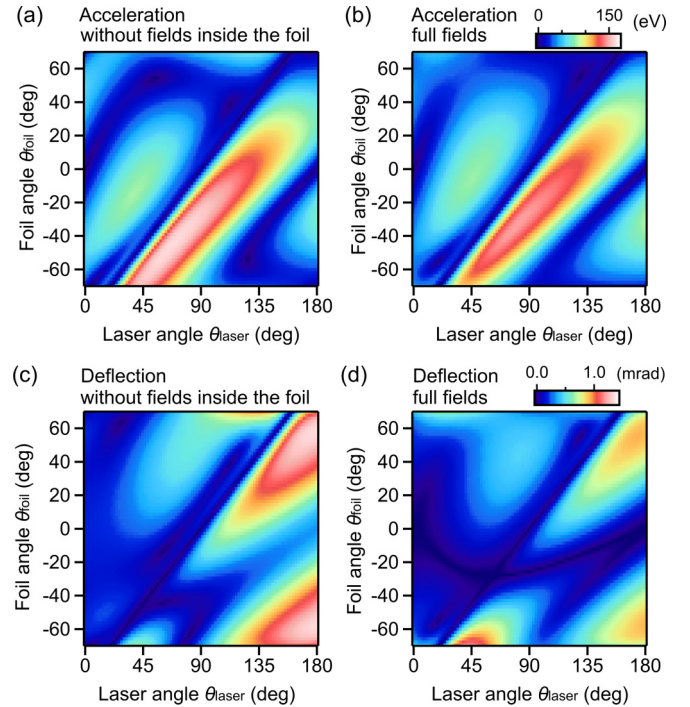 (a) Acceleration
without fields inside the foil
(b) Acceleration
full fields
0 150 (eV)
60
40
20
0
-20
-40
-60
Foil angle θfoil (deg)
0 45 90 135 180
Laser angle θlaser (deg)
60
40
20
0
-20
-40
-60
Foil angle θfoil (deg)
0 45 90 135 180
Laser angle θlaser (deg)
(c) Deflection
without fields inside the foil
(d) Deflection
full fields
0.0 1.0 (mrad)
60
40
20
0
-20
-40
-60
Foil angle θfoil (deg)
0 45 90 135 180
Laser angle θlaser (deg)
60
40
20
0
-20
-40
-60
Foil angle θfoil (deg)
0 45 90 135 180
Laser angle θlaser (deg)